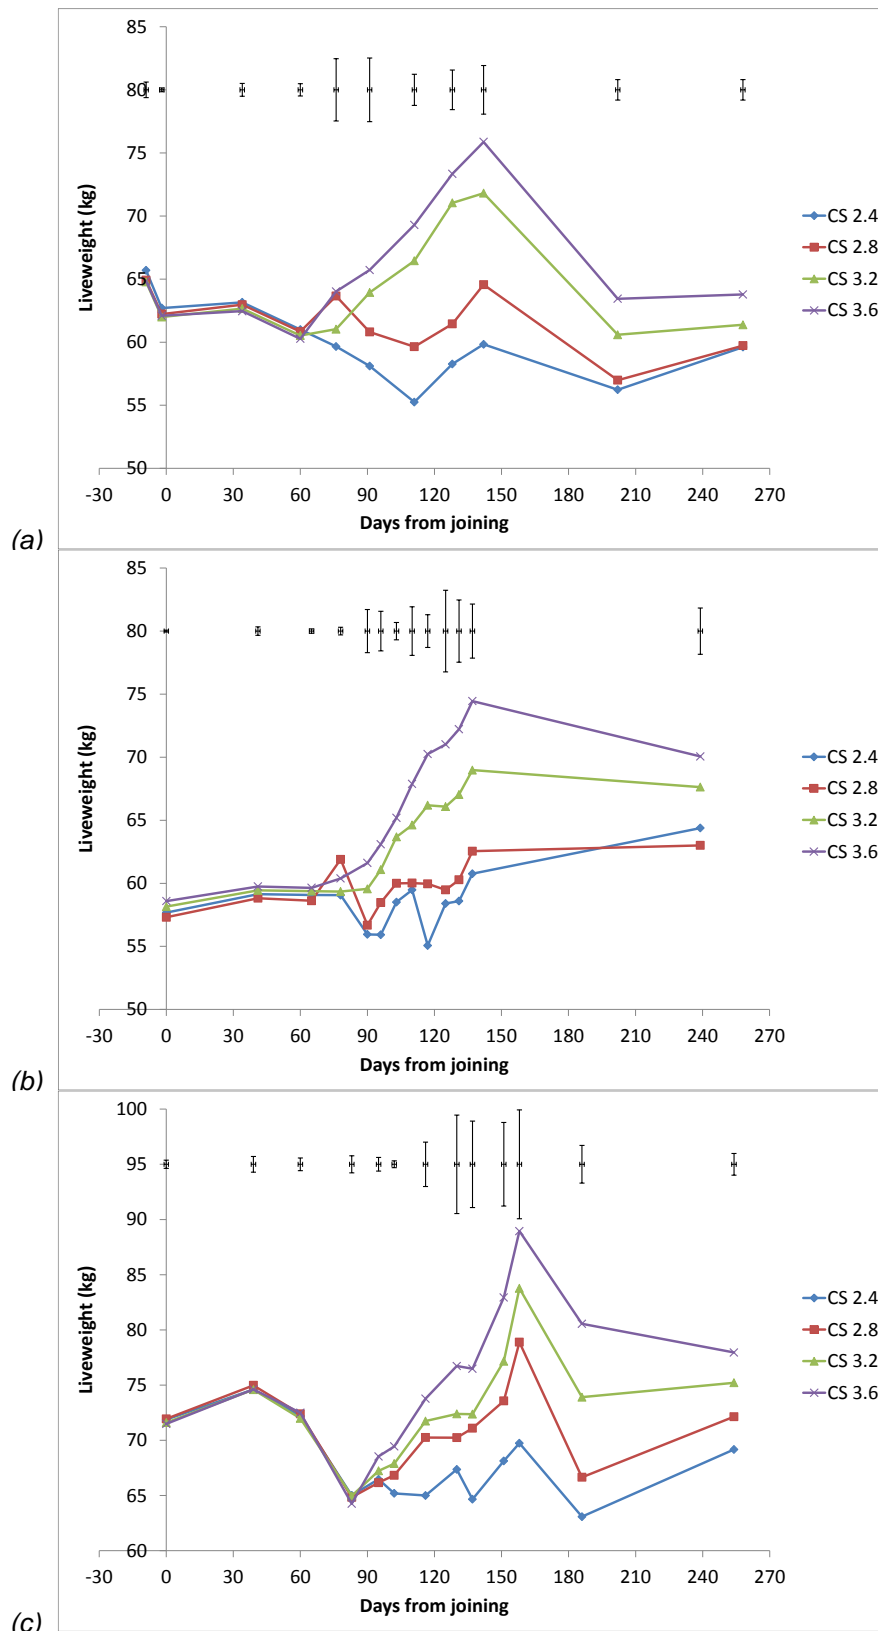 85
80
75
70
65
60
55
50
Liveweight (kg)
-30 0 30 60 90 120 150 180 210 240 270
Days from joining
CS 2.4
CS 2.8
CS 3.2
CS 3.6
(a)
85
80
75
70
65
60
55
50
Liveweight (kg)
-30 0 30 60 90 120 150 180 210 240 270
Days from joining
CS 2.4
CS 2.8
CS 3.2
CS 3.6
(b)
100
95
90
85
80
75
70
65
60
Liveweight (kg)
-30 0 30 60 90 120 150 180 210 240 270
Days from joining
CS 2.4
CS 2.8
CS 3.2
CS 3.6
(c)